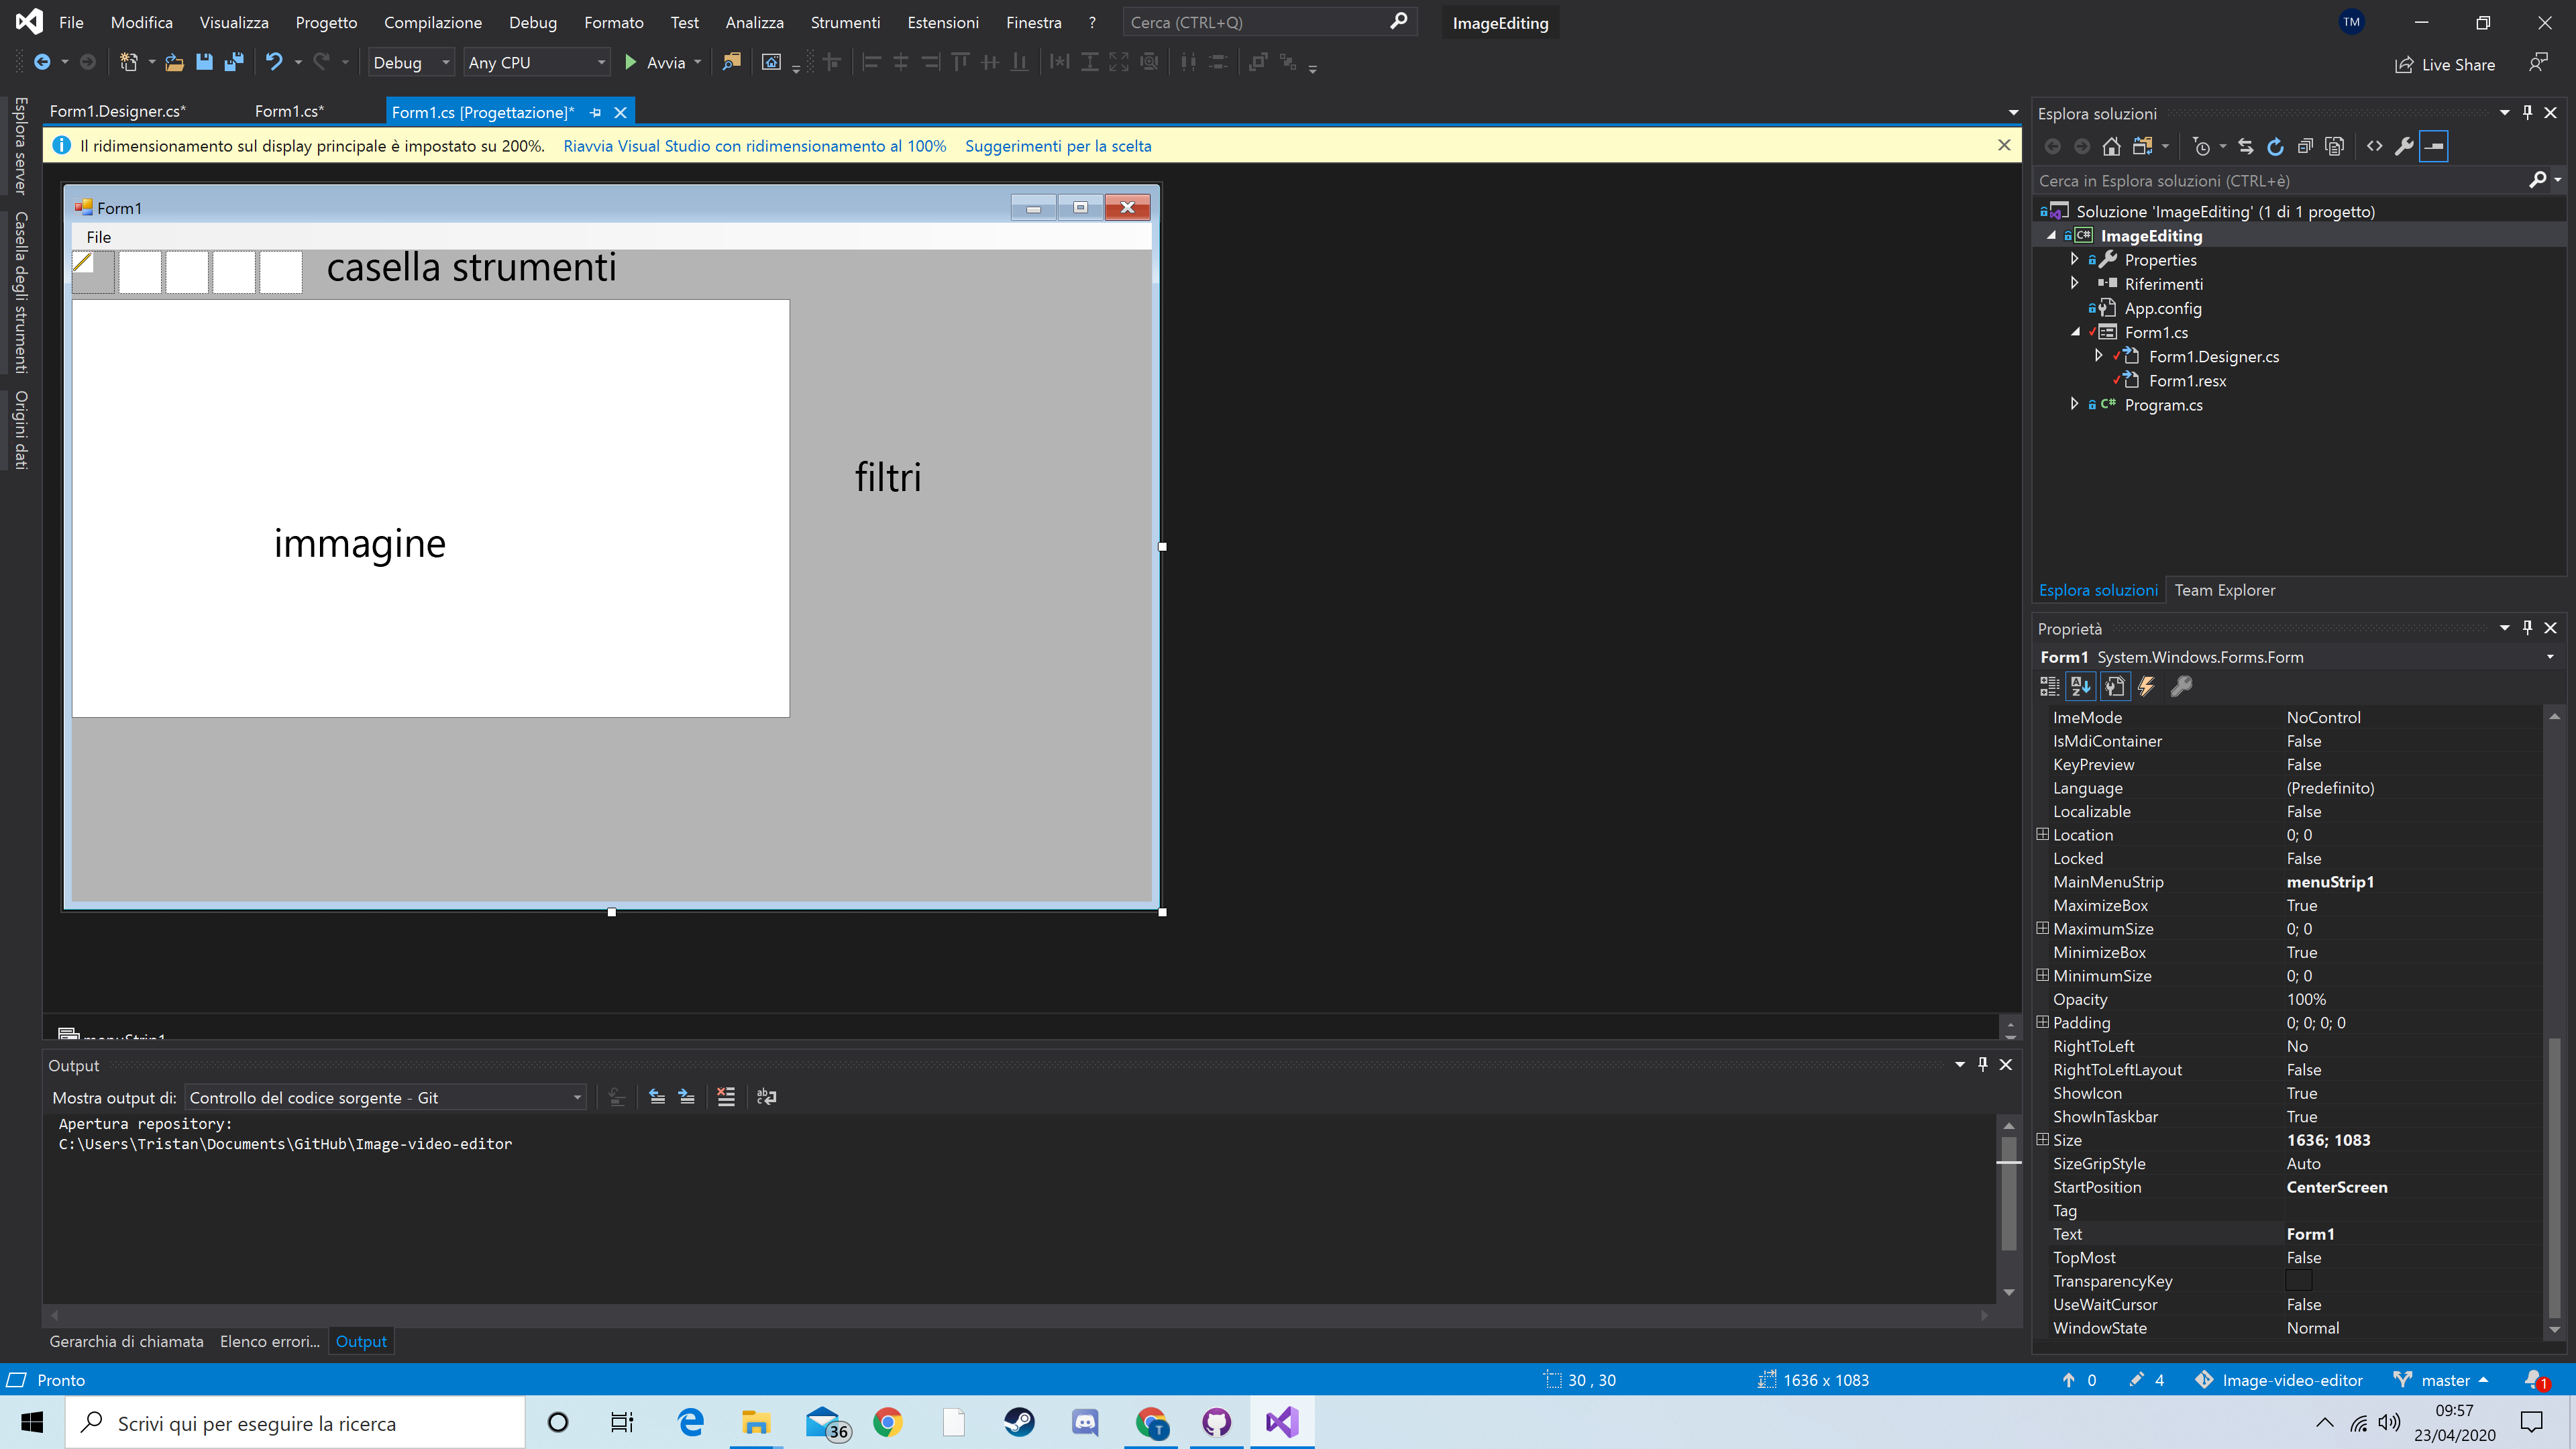 File Modifica Visualizza Progetto Compilazione Debug Formato Test Analizza Strumenti Estensioni Finestra ? Cerca (CTRL+Q) ImageEditing TM
Debug Any CPU Avvia Live Share
Form1.Designer.cs* Form1.cs* Form1.cs [Progettazione]*
Il ridimensionamento sul display principale è impostato su 200%. Riavvia Visual Studio con ridimensionamento al 100% Suggerimenti per la scelta
Esplora server
Casella degli strumenti
Origini dati
Form1
File
casella strumenti
filtri
immagine
Output
Mostra output di: Controllo del codice sorgente - Git
Apertura repository:
C:\Users\Tristan\Documents\GitHub\Image-video-editor
Gerarchia di chiamata Elenco errori... Output
Esplora soluzioni
Cerca in Esplora soluzioni (CTRL+è)
Soluzione 'ImageEditing' (1 di 1 progetto)
ImageEditing
Properties
Riferimenti
App.config
Form1.cs
Form1.Designer.cs
Form1.resx
Program.cs
Esplora soluzioni Team Explorer
Proprietà
Form1 System.Windows.Forms.Form
ImeMode NoControl
IsMdiContainer False
KeyPreview False
Language (Predefinito)
Localizable False
Location 0; 0
Locked False
MainMenuStrip menuStrip1
MaximizeBox True
MaximumSize 0; 0
MinimizeBox True
MinimumSize 0; 0
Opacity 100%
Padding 0; 0; 0; 0
RightToLeft No
RightToLeftLayout False
ShowIcon True
ShowInTaskbar True
Size 1636; 1083
SizeGripStyle Auto
StartPosition CenterScreen
Tag
Text Form1
TopMost False
TransparencyKey
UseWaitCursor False
WindowState Normal
Pronto 30 , 30 1636 x 1083 0 4 Image-video-editor master 1
Scrivi qui per eseguire la ricerca 36 T 09:57
23/04/2020